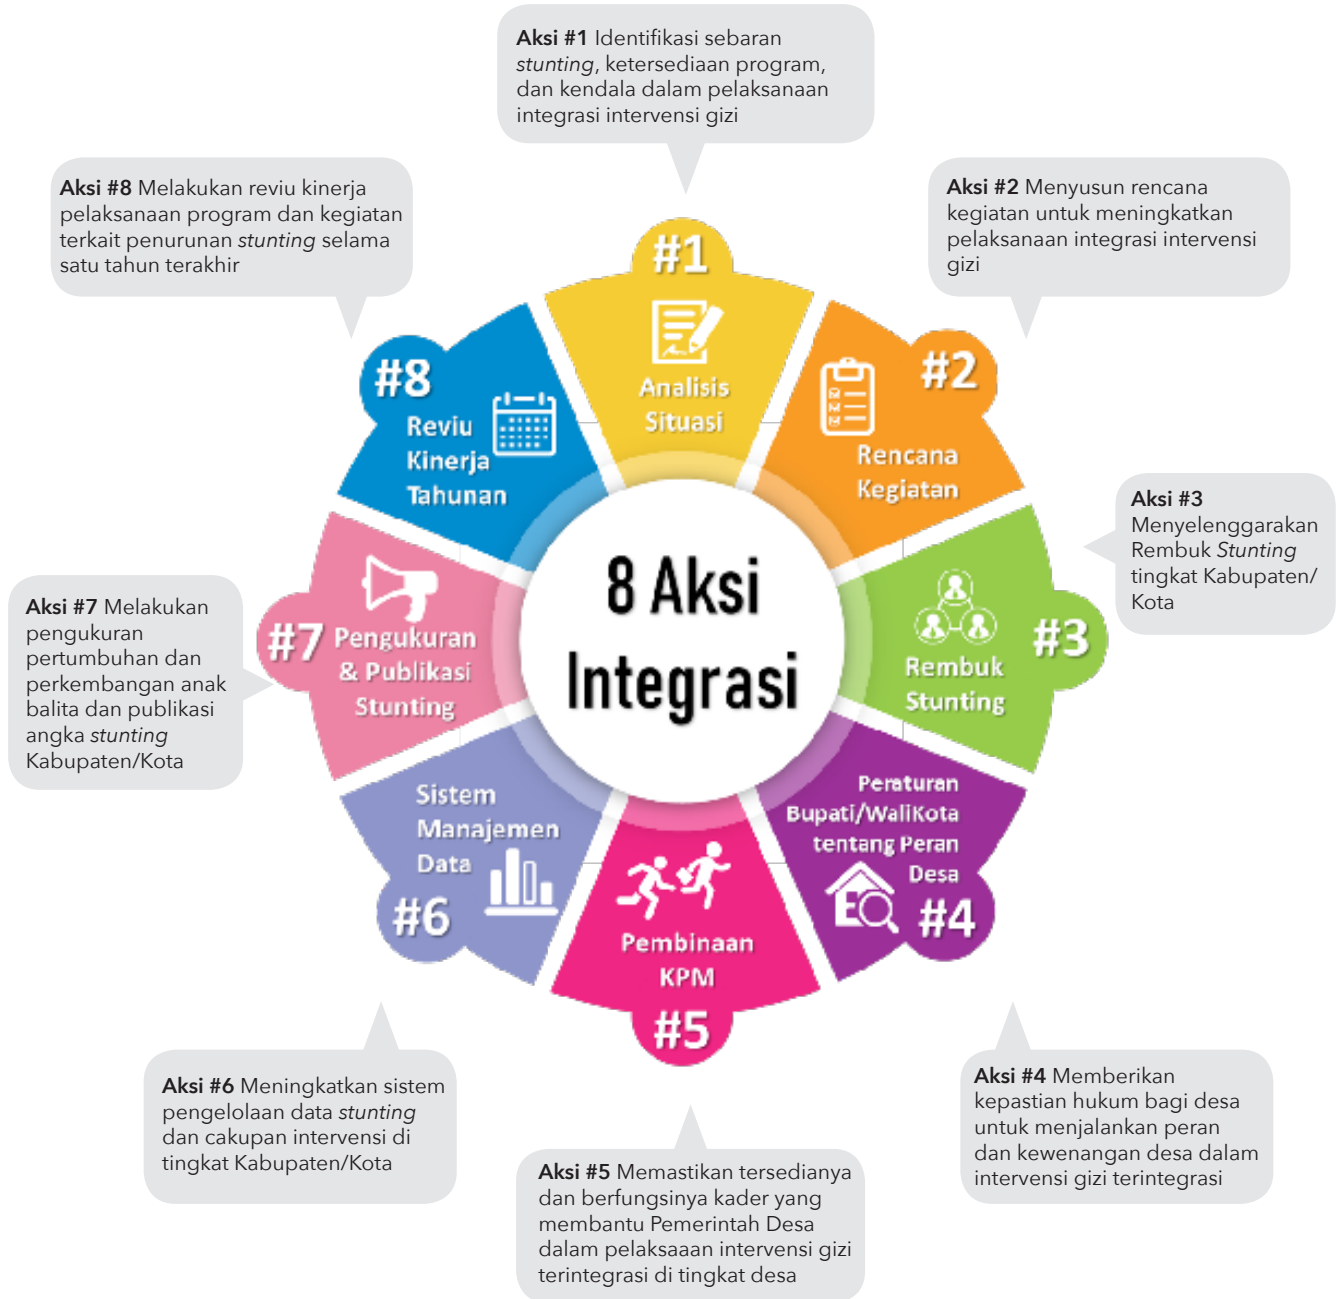 Aksi #1 Identifikasi sebaran
stunting, ketersediaan program,
dan kendala dalam pelaksanaan
integrasi intervensi gizi
Aksi #8 Melakukan reviu kinerja
pelaksanaan program dan kegiatan
terkait penurunan stunting selama
satu tahun terakhir
Aksi #2 Menyusun rencana
kegiatan untuk meningkatkan
pelaksanaan integrasi intervensi
gizi
#1
Analisis
Situasi
#2
Rencana
Kegiatan
#8
Reviu
Kinerja
Tahunan
Aksi #3
Menyelenggarakan
Rembuk Stunting
tingkat Kabupaten/
Kota
8 Aksi
Integrasi
#3
Rembuk
Stunting
#7
Pengukuran
& Publikasi
Stunting
Aksi #7 Melakukan
pengukuran
pertumbuhan dan
perkembangan anak
balita dan publikasi
angka stunting
Kabupaten/Kota
Peraturan
Bupati/WaliKota
tentang Peran
Desa
#4
Sistem
Manajemen
Data
#6
Pembinaan
KPM
#5
Aksi #6 Meningkatkan sistem
pengelolaan data stunting
dan cakupan intervensi di
tingkat Kabupaten/Kota
Aksi #4 Memberikan
kepastian hukum bagi desa
untuk menjalankan peran
dan kewenangan desa dalam
intervensi gizi terintegrasi
Aksi #5 Memastikan tersedianya
dan berfungsinya kader yang
membantu Pemerintah Desa
dalam pelaksaaan intervensi gizi
terintegrasi di tingkat desa